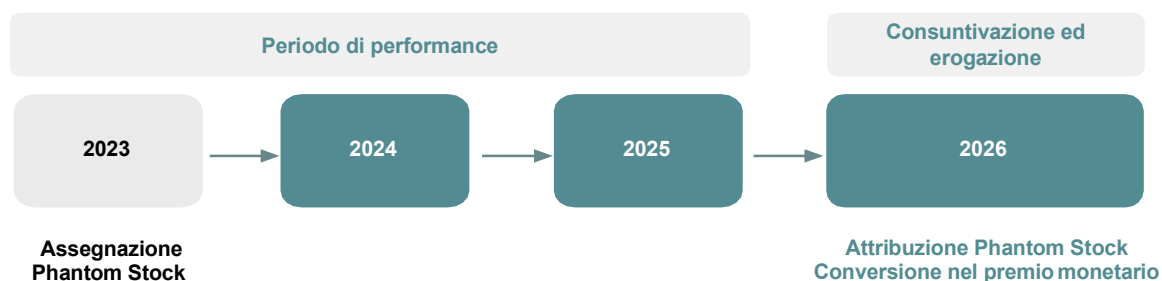 Periodo di performance
Consuntivazione ed
erogazione
2023
2024
2025
2026
Assegnazione
Phantom Stock
Attribuzione Phantom Stock
Conversione nel premio monetario